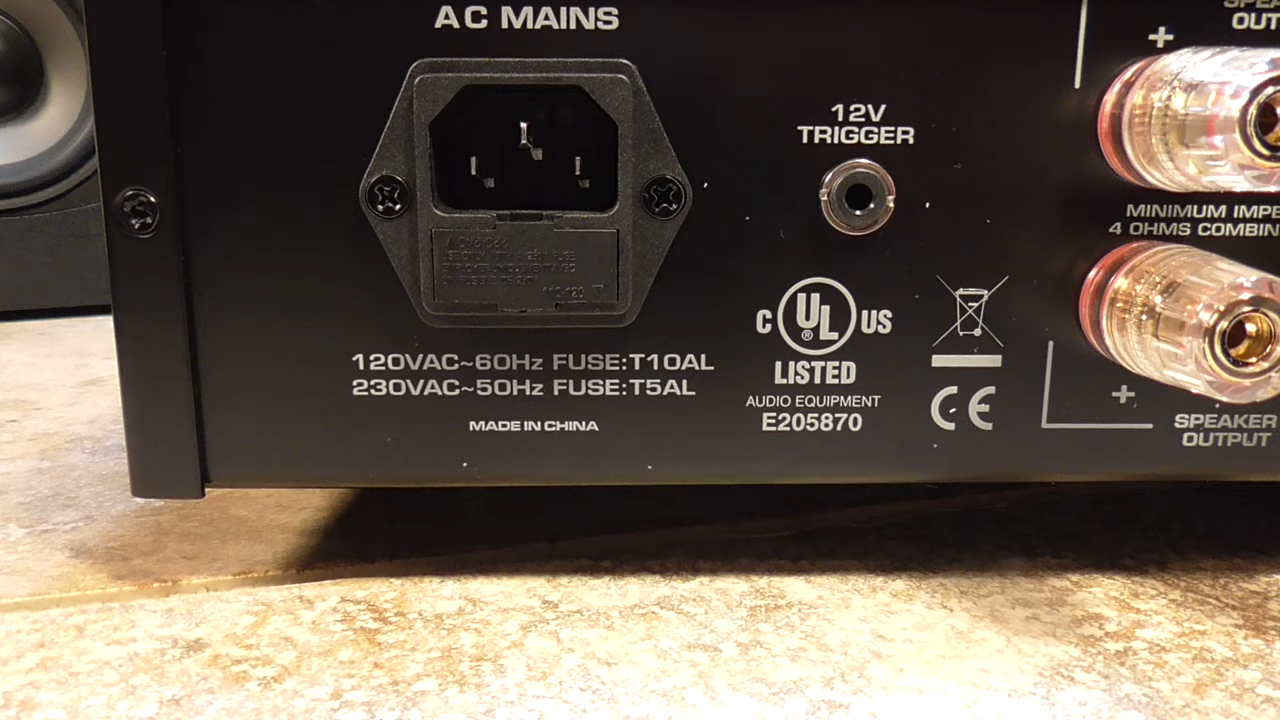 AC MAINS
12V
TRIGGER
+
MINIMUM IMPE
4 OHMS COMBIN
120VAC~60Hz FUSE:T10AL
230VAC~50Hz FUSE:T5AL
MADE IN CHINA
C UL® US
LISTED
AUDIO EQUIPMENT
E205870
CE
+
SPEAKER
OUTPUT